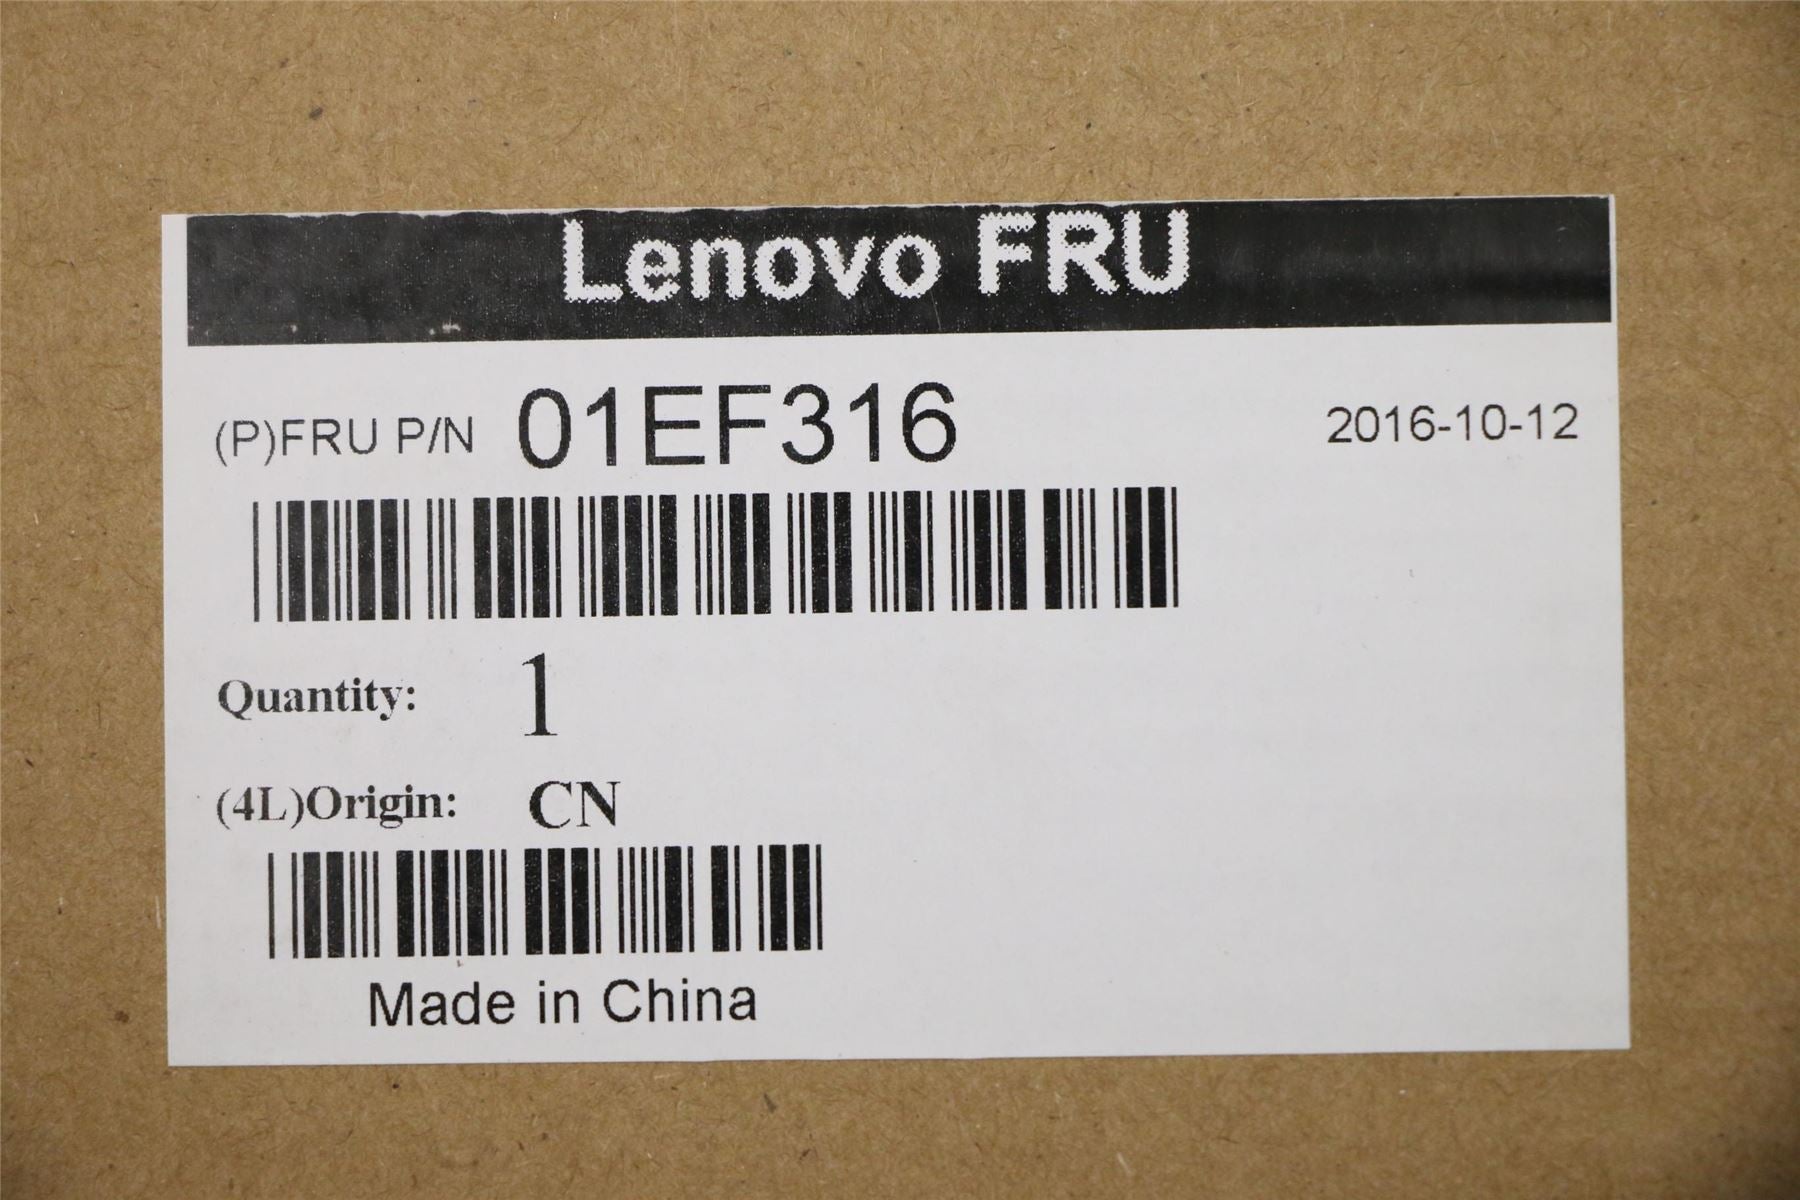 Lenovo FRU
(P)FRU P/N 01EF316 2016-10-12
Quantity: 1
(4L)Origin: CN
Made in China